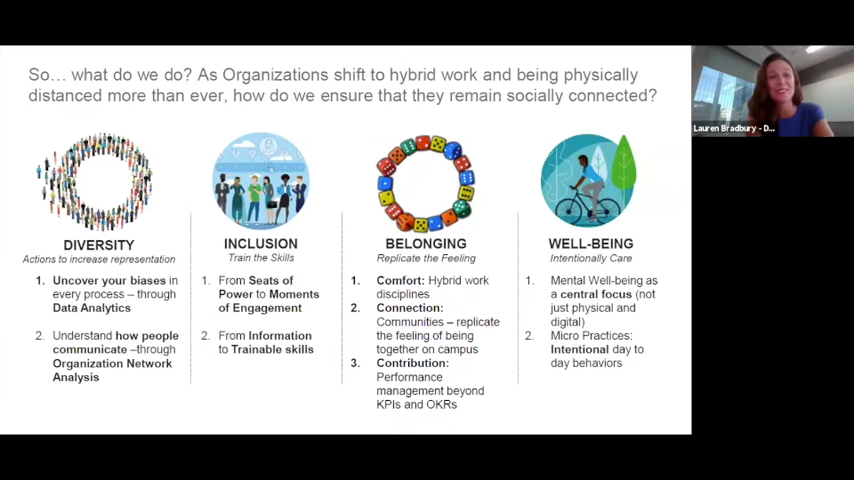 So… what do we do? As Organizations shift to hybrid work and being physically
distanced more than ever, how do we ensure that they remain socially connected?
Lauren Bradbury - D...
DIVERSITY
Actions to increase representation
1. Uncover your biases in
every process – through
Data Analytics
2. Understand how people
communicate –through
Organization Network
Analysis
INCLUSION
Train the Skills
1. From Seats of
Power to Moments
of Engagement
2. From Information
to Trainable skills
BELONGING
Replicate the Feeling
1. Comfort: Hybrid work
disciplines
2. Connection:
Communities – replicate
the feeling of being
together on campus
3. Contribution:
Performance
management beyond
KPIs and OKRs
WELL-BEING
Intentionally Care
1. Mental Well-being as
a central focus (not
just physical and
digital)
2. Micro Practices:
Intentional day to
day behaviors